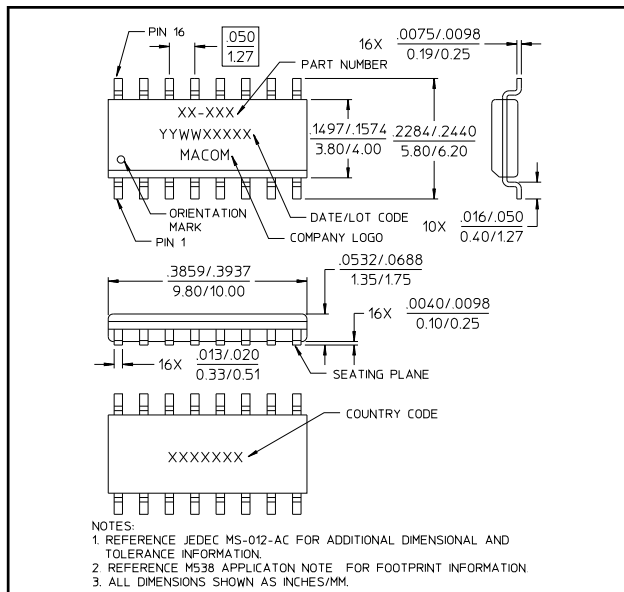 PIN 16
.050
1.27
16X .0075/.0098
0.19/0.25
PART NUMBER
XX-XXX
YYWWXXXXX
MACOM
.1497/.1574
3.80/4.00
.2284/.2440
5.80/6.20
ORIENTATION
MARK
PIN 1
DATE/LOT CODE
COMPANY LOGO
10X .016/.050
0.40/1.27
.3859/.3937
9.80/10.00
.0532/.0688
1.35/1.75
16X .0040/.0098
0.10/0.25
16X .013/.020
0.33/0.51
SEATING PLANE
COUNTRY CODE
XXXXXXX
NOTES:
1. REFERENCE JEDEC MS-012-AC FOR ADDITIONAL DIMENSIONAL AND
TOLERANCE INFORMATION.
2. REFERENCE M538 APPLICATON NOTE FOR FOOTPRINT INFORMATION
3. ALL DIMENSIONS SHOWN AS INCHES/MM.